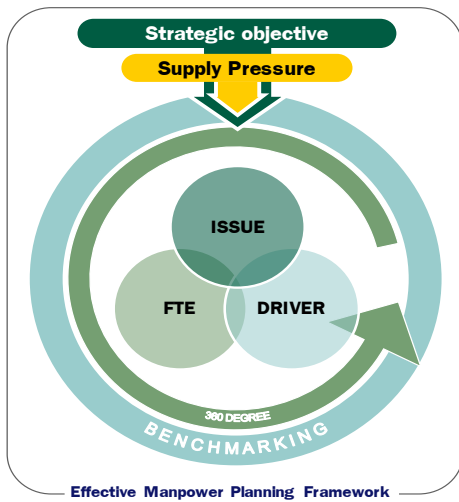 Strategic objective
Supply Pressure
ISSUE
FTE
DRIVER
360 DEGREE
BENCHMARKING
Effective Manpower Planning Framework